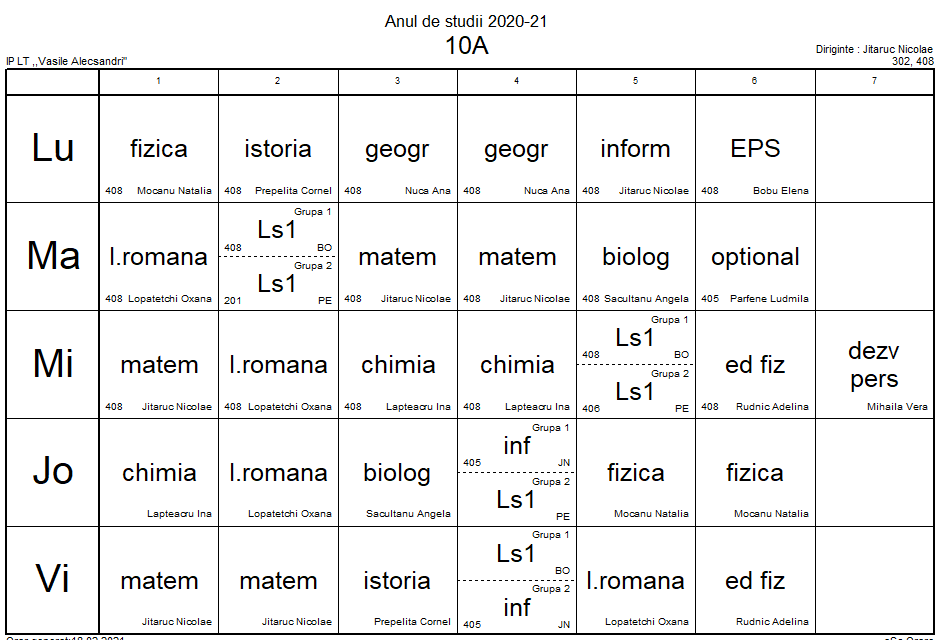 Anul de studii 2020-21
10A
IP LT ,,Vasile Alecsandri"
Diriginte : Jitaruc Nicolae
302, 408
1 2 3 4 5 6 7
Lu
fizica
408 Mocanu Natalia
istoria
408 Prepelita Cornel
geogr
408 Nuca Ana
geogr
408 Nuca Ana
inform
408 Jitaruc Nicolae
EPS
408 Bobu Elena
Ma
l.romana
408 Lopatetchi Oxana
Grupa 1
Ls1
408 BO
Grupa 2
Ls1
201 PE
matem
408 Jitaruc Nicolae
matem
408 Jitaruc Nicolae
biolog
408 Sacultanu Angela
optional
405 Parfene Ludmila
Mi
matem
408 Jitaruc Nicolae
l.romana
408 Lopatetchi Oxana
chimia
408 Lapteacru Ina
chimia
408 Lapteacru Ina
Grupa 1
Ls1
408 BO
Grupa 2
Ls1
406 PE
ed fiz
408 Rudnic Adelina
dezv
pers
Mihaila Vera
Jo
chimia
Lapteacru Ina
l.romana
Lopatetchi Oxana
biolog
Sacultanu Angela
Grupa 1
inf
405 JN
Grupa 2
Ls1
PE
fizica
Mocanu Natalia
fizica
Mocanu Natalia
Vi
matem
Jitaruc Nicolae
matem
Jitaruc Nicolae
istoria
Prepelita Cornel
Grupa 1
Ls1
BO
Grupa 2
inf
405 JN
l.romana
Lopatetchi Oxana
ed fiz
Rudnic Adelina